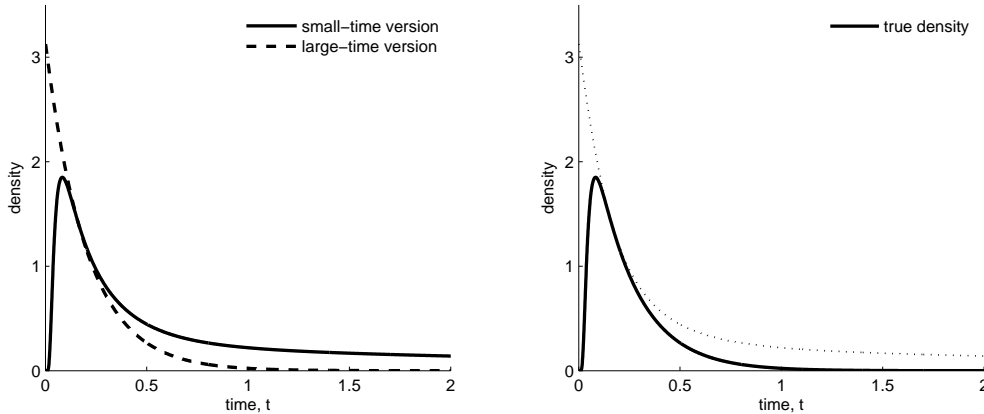 small−time version
large−time version
3
2
1
0
density
0 0.5 1 1.5 2
time, t
true density
3
2
1
0
density
0 0.5 1 1.5 2
time, t